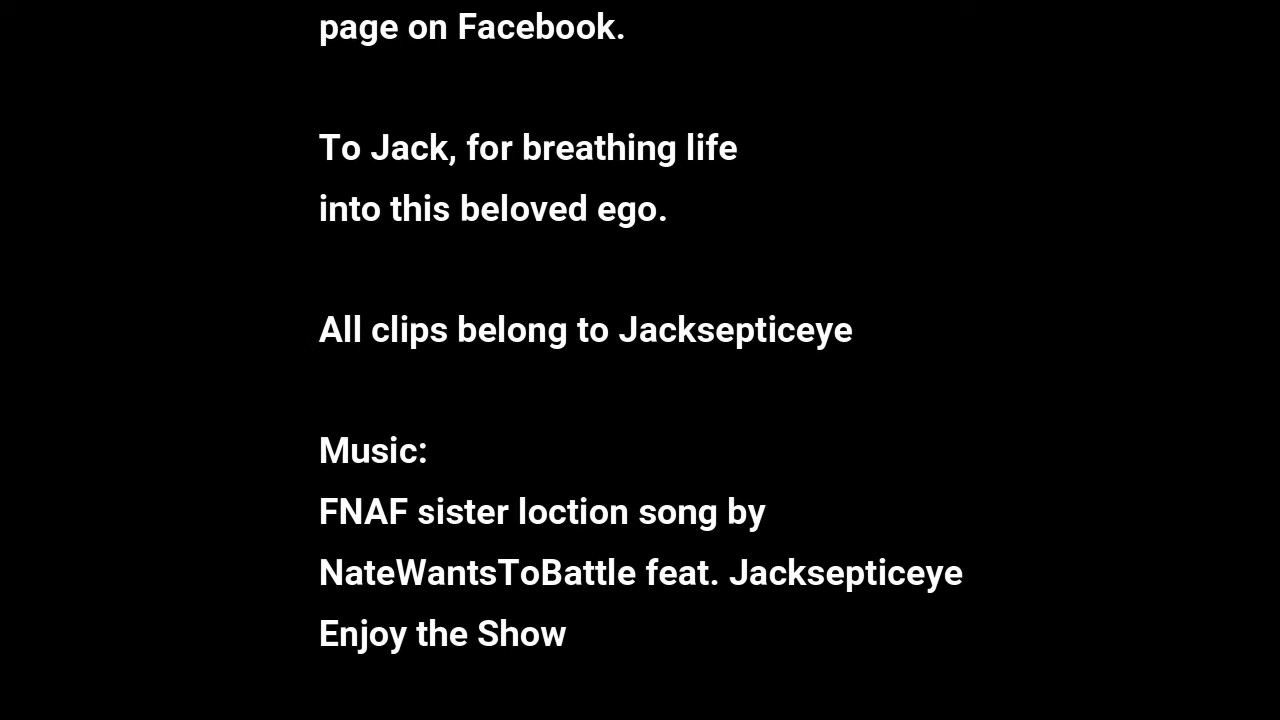 page on Facebook.
To Jack, for breathing life
into this beloved ego.
All clips belong to Jacksepticeye
Music:
FNAF sister loction song by
NateWantsToBattle feat. Jacksepticeye
Enjoy the Show